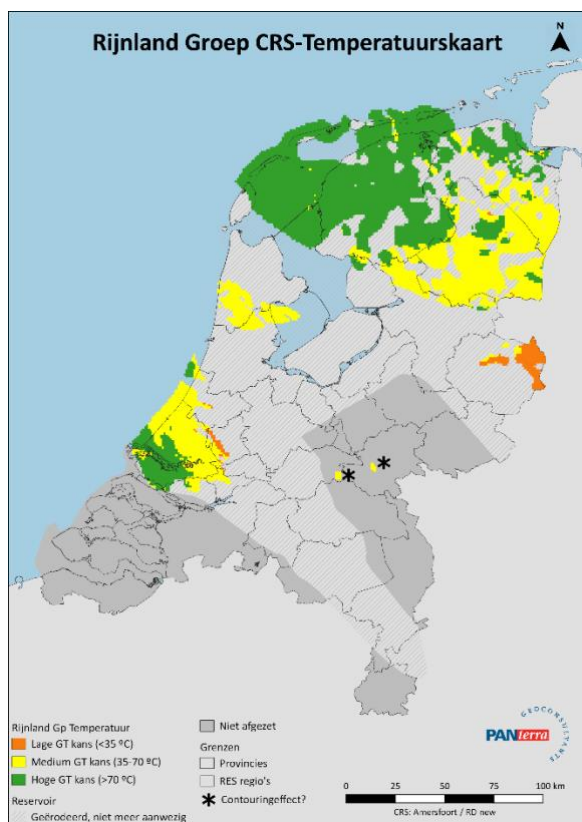 Rijnland Groep CRS-Temperatuurskaart
N
Rijnland Gp Temperatuur
Lage GT kans (<35 ºC)
Medium GT kans (35-70 ºC)
Hoge GT kans (>70 ºC)
Reservoir
Geërodeerd, niet meer aanwezig
Niet afgezet
Grenzen
Provincies
RES regio's
Contouringeffect?
GEOCONSULTANTS
PANterra
0 25 50 100 km
CRS: Amersfoort / RD new